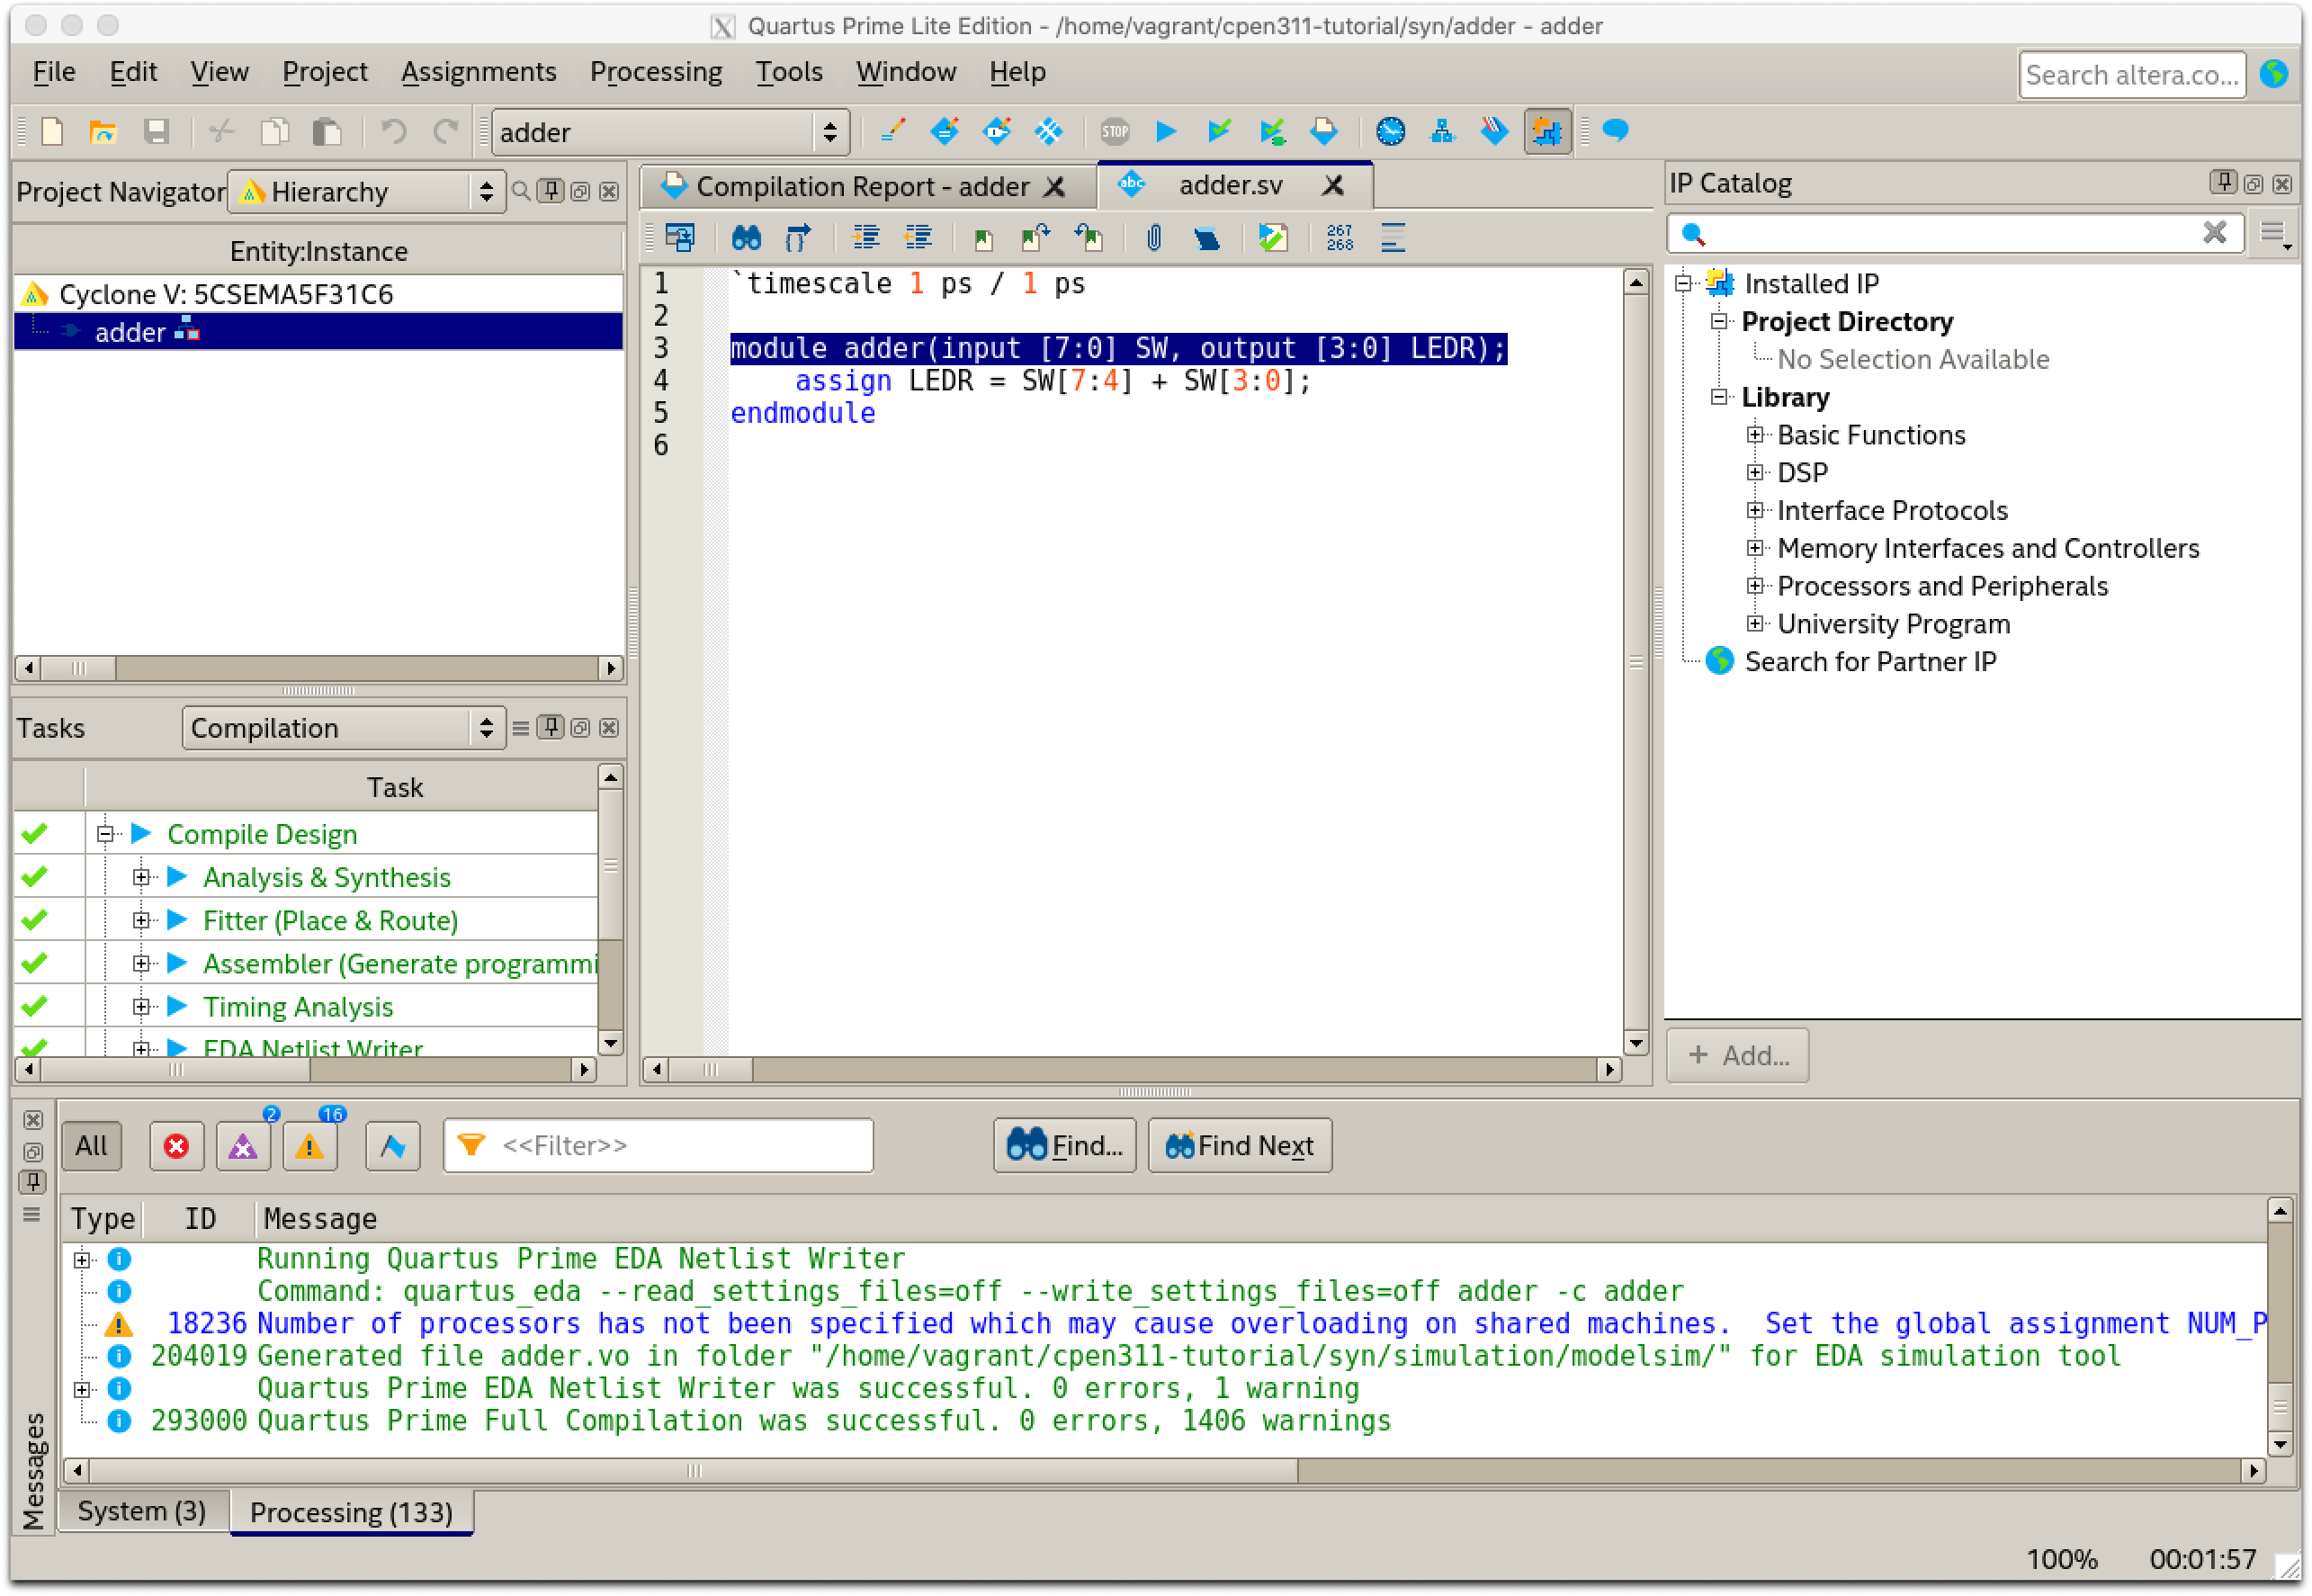 Quartus Prime Lite Edition - /home/vagrant/cpen311-tutorial/syn/adder - adder
File Edit View Project Assignments Processing Tools Window Help
Search altera.co...
adder
STOP
Project Navigator Hierarchy
Entity:Instance
Cyclone V: 5CSEMA5F31C6
adder
Tasks Compilation
Task
Compile Design
Analysis & Synthesis
Fitter (Place & Route)
Assembler (Generate programmi
Timing Analysis
EDA Netlist Writer
Compilation Report - adder
abc adder.sv
267
268
1 `timescale 1 ps / 1 ps
2
3 module adder(input [7:0] SW, output [3:0] LEDR);
4 assign LEDR = SW[7:4] + SW[3:0];
5 endmodule
6
IP Catalog
Installed IP
Project Directory
No Selection Available
Library
Basic Functions
DSP
Interface Protocols
Memory Interfaces and Controllers
Processors and Peripherals
University Program
Search for Partner IP
+ Add...
All 2 16 <<Filter>> Find... Find Next
Type ID Message
Running Quartus Prime EDA Netlist Writer
Command: quartus_eda --read_settings_files=off --write_settings_files=off adder -c adder
18236 Number of processors has not been specified which may cause overloading on shared machines.  Set the global assignment NUM_P
204019 Generated file adder.vo in folder "/home/vagrant/cpen311-tutorial/syn/simulation/modelsim/" for EDA simulation tool
Quartus Prime EDA Netlist Writer was successful. 0 errors, 1 warning
293000 Quartus Prime Full Compilation was successful. 0 errors, 1406 warnings
Messages
System (3) Processing (133)
100% 00:01:57